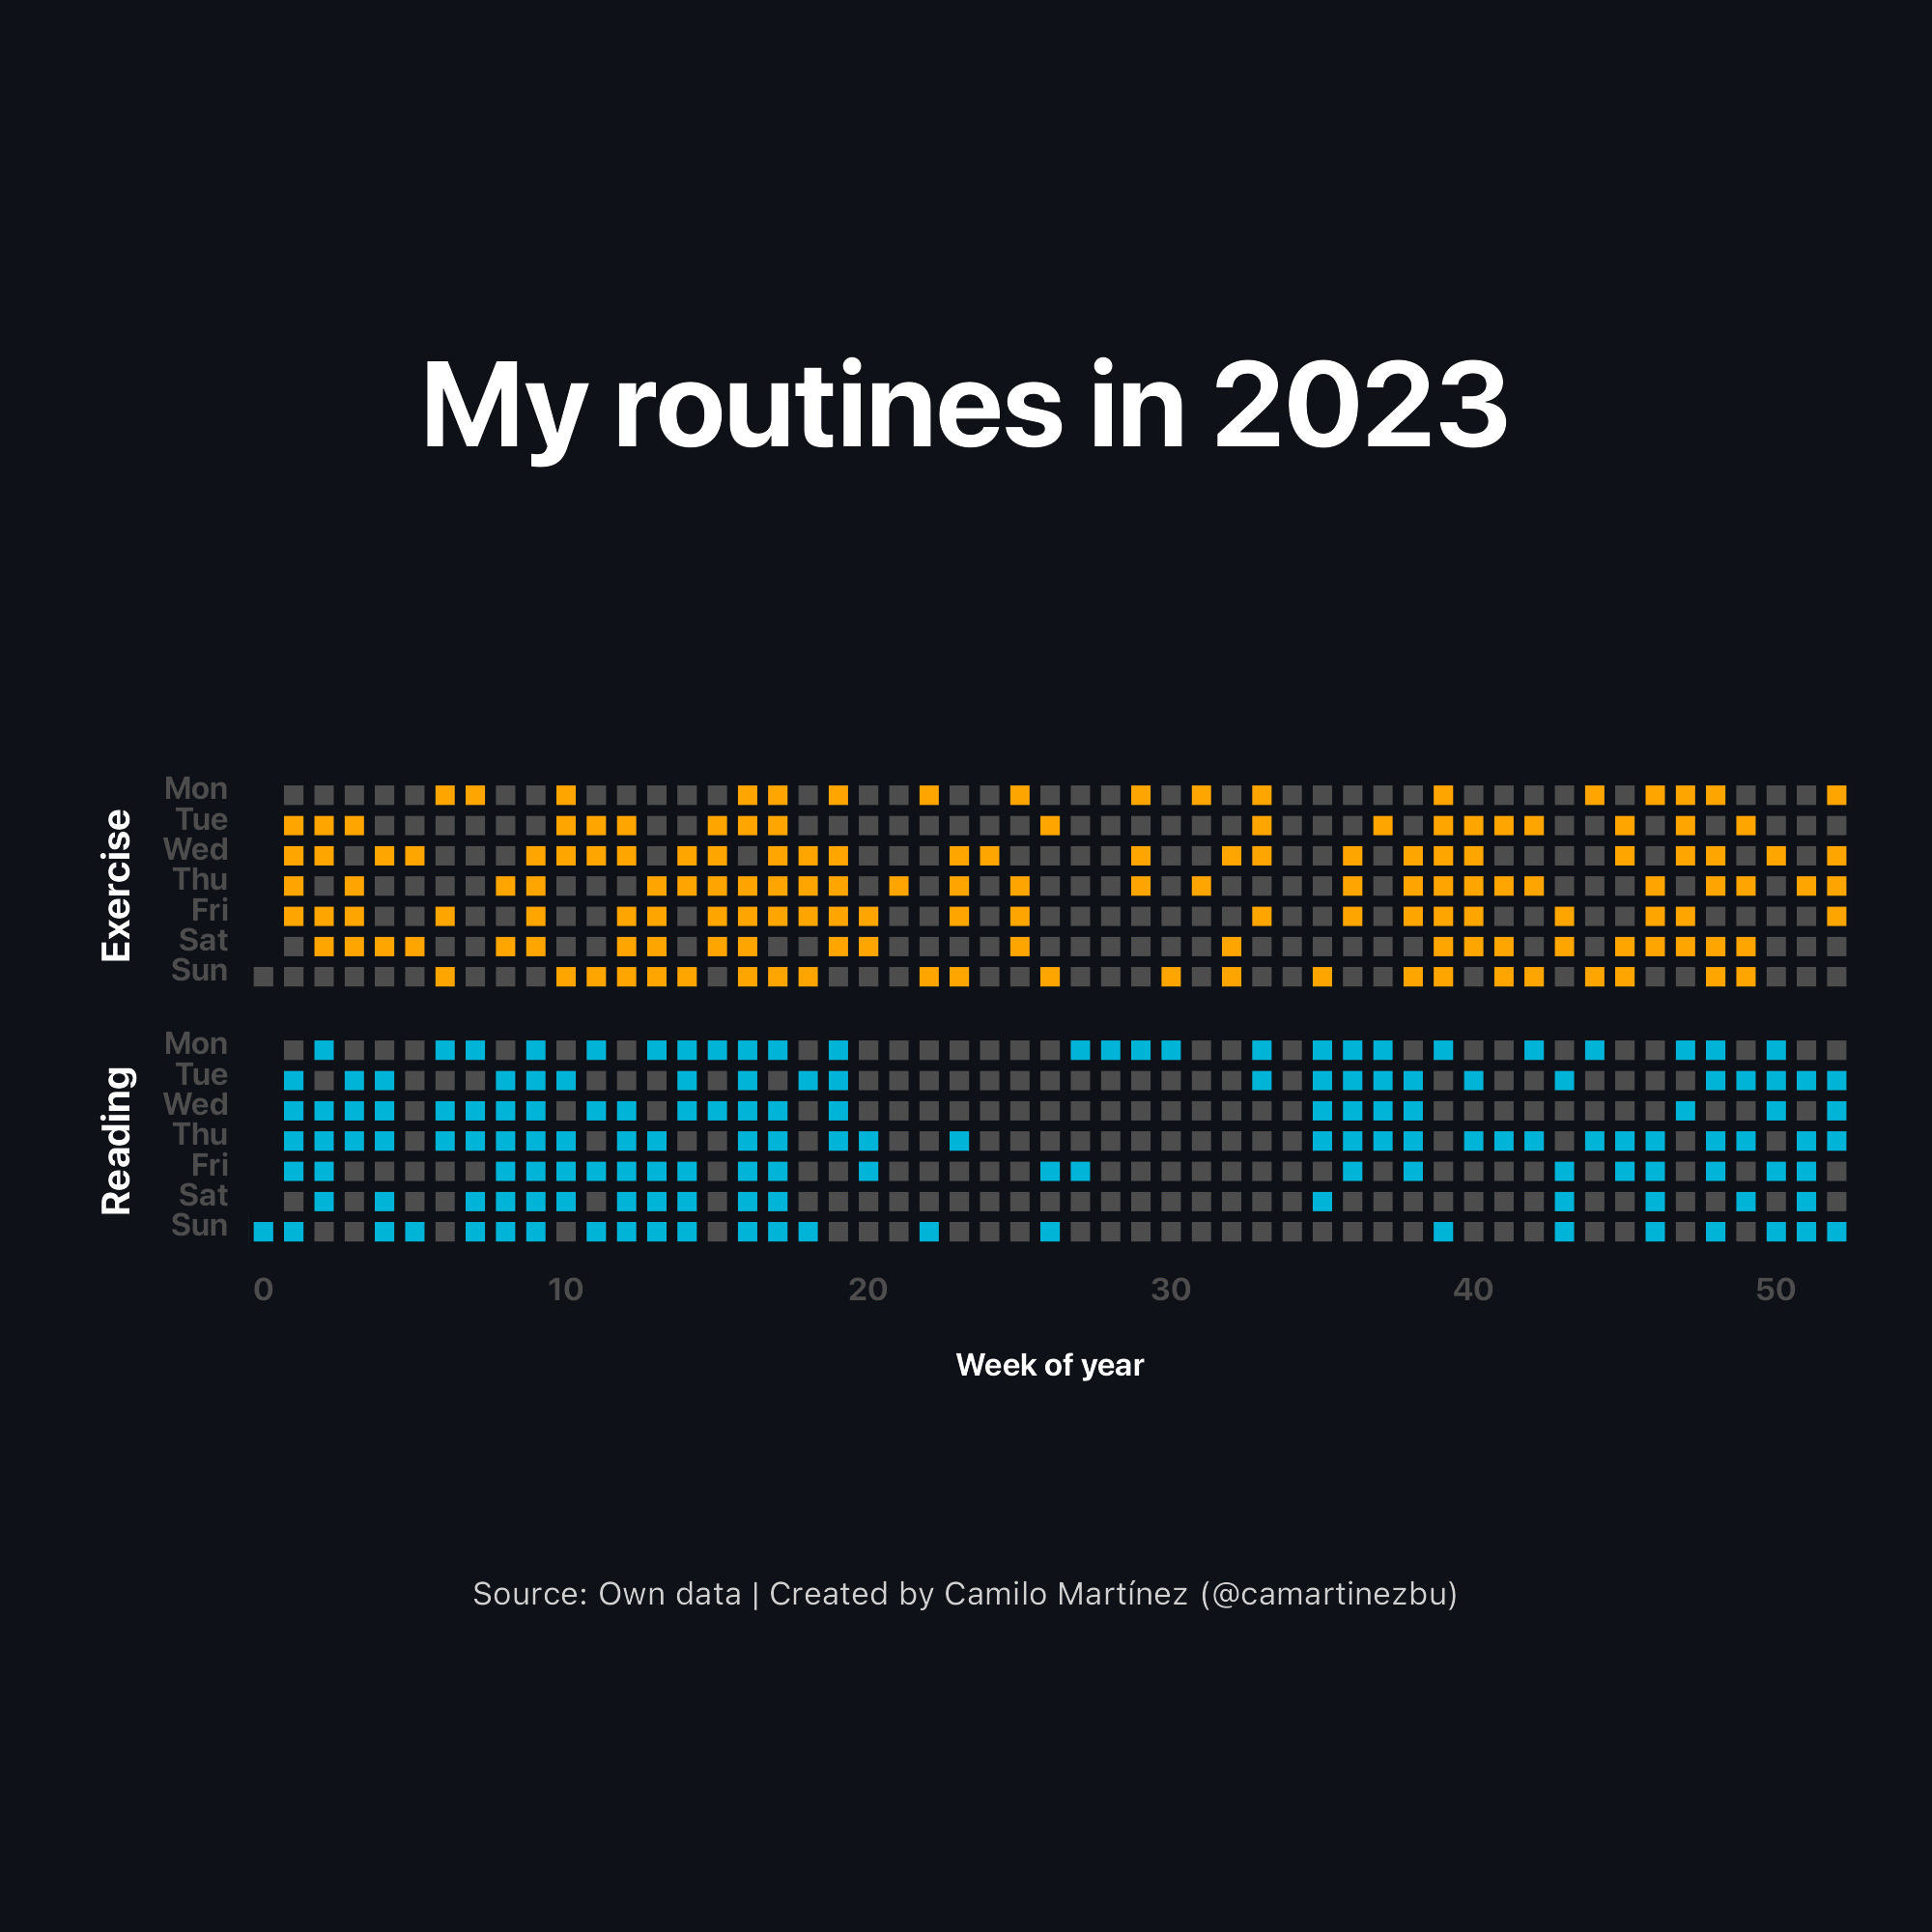 My routines in 2023
Exercise
Mon
Tue
Wed
Thu
Fri
Sat
Sun
Reading
Mon
Tue
Wed
Thu
Fri
Sat
Sun
0 10 20 30 40 50
Week of year
Source: Own data | Created by Camilo Martínez (@camartinezbu)